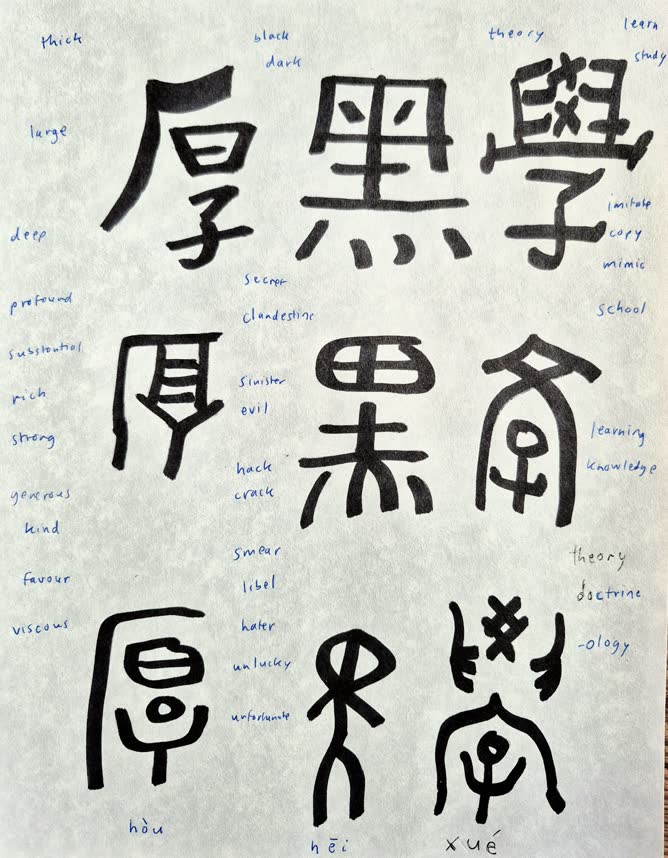 thick
large
deep
profound
substantial
rich
strong
generous
kind
favour
viscous
厚
hòu
black
dark
黑
secret
clandestine
sinister
evil
hack
crack
smear
libel
hater
unlucky
unfortunate
hēi
theory
learn
study
學
imitate
copy
mimic
school
learning
knowledge
theory
doctrine
-ology
xué